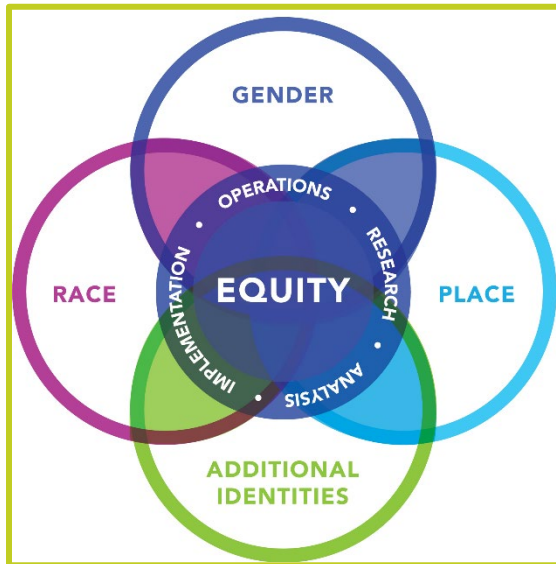 GENDER
OPERATIONS • RESEARCH • ANALYSIS • IMPLEMENTATION •
RACE
EQUITY
PLACE
ADDITIONAL
IDENTITIES